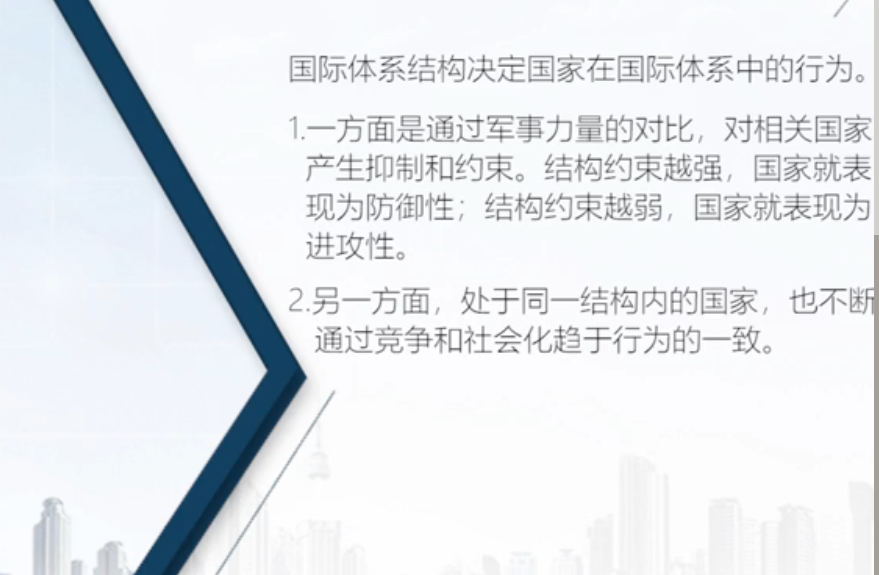 国际体系结构决定国家在国际体系中的行为。
1.一方面是通过军事力量的对比，对相关国家
产生抑制和约束。结构约束越强，国家就表
现为防御性；结构约束越弱，国家就表现为
进攻性。
2.另一方面，处于同一结构内的国家，也不断
通过竞争和社会化趋于行为的一致。